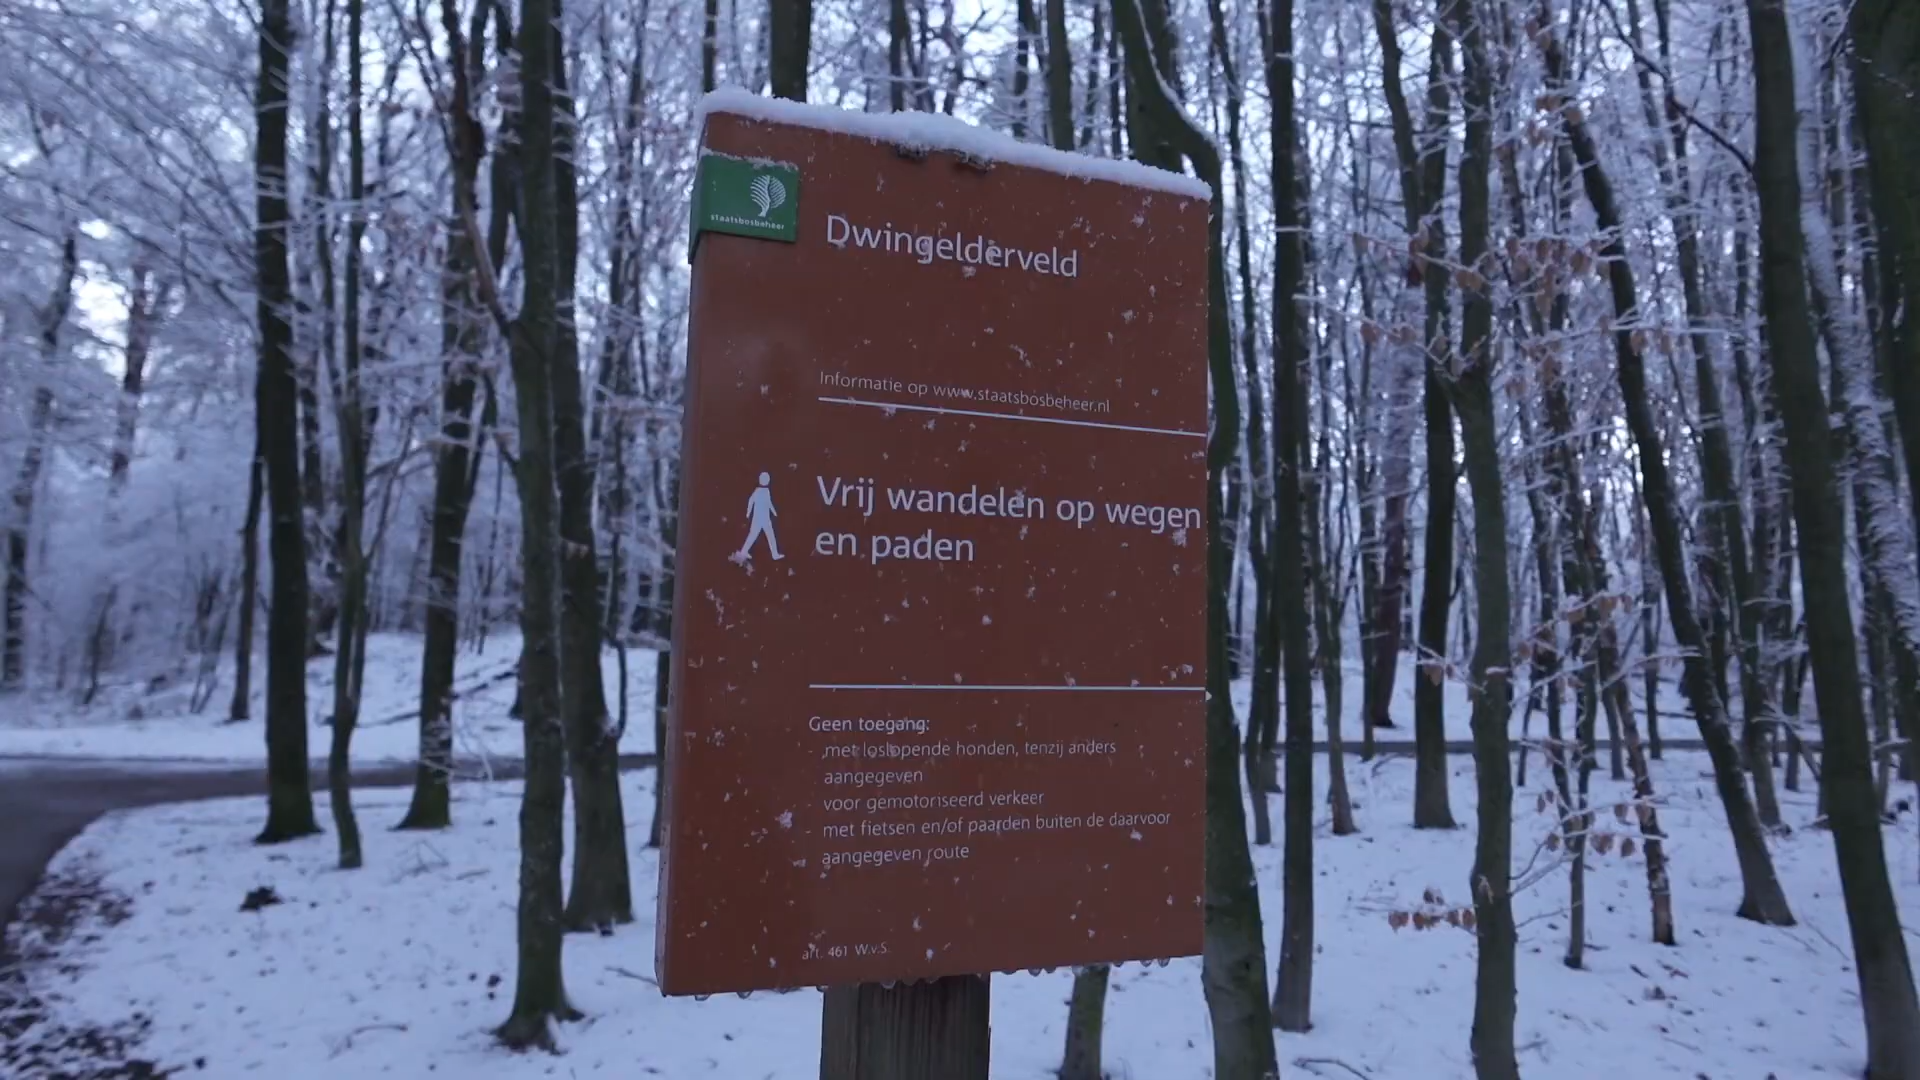 staatsbosbeheer
Dwingelderveld
Informatie op www.staatsbosbeheer.nl
Vrij wandelen op wegen
en paden
Geen toegang:
- met loslopende honden, tenzij anders
aangegeven
- voor gemotoriseerd verkeer
- met fietsen en/of paarden buiten de daarvoor
aangegeven route
art. 461 W.v.S.